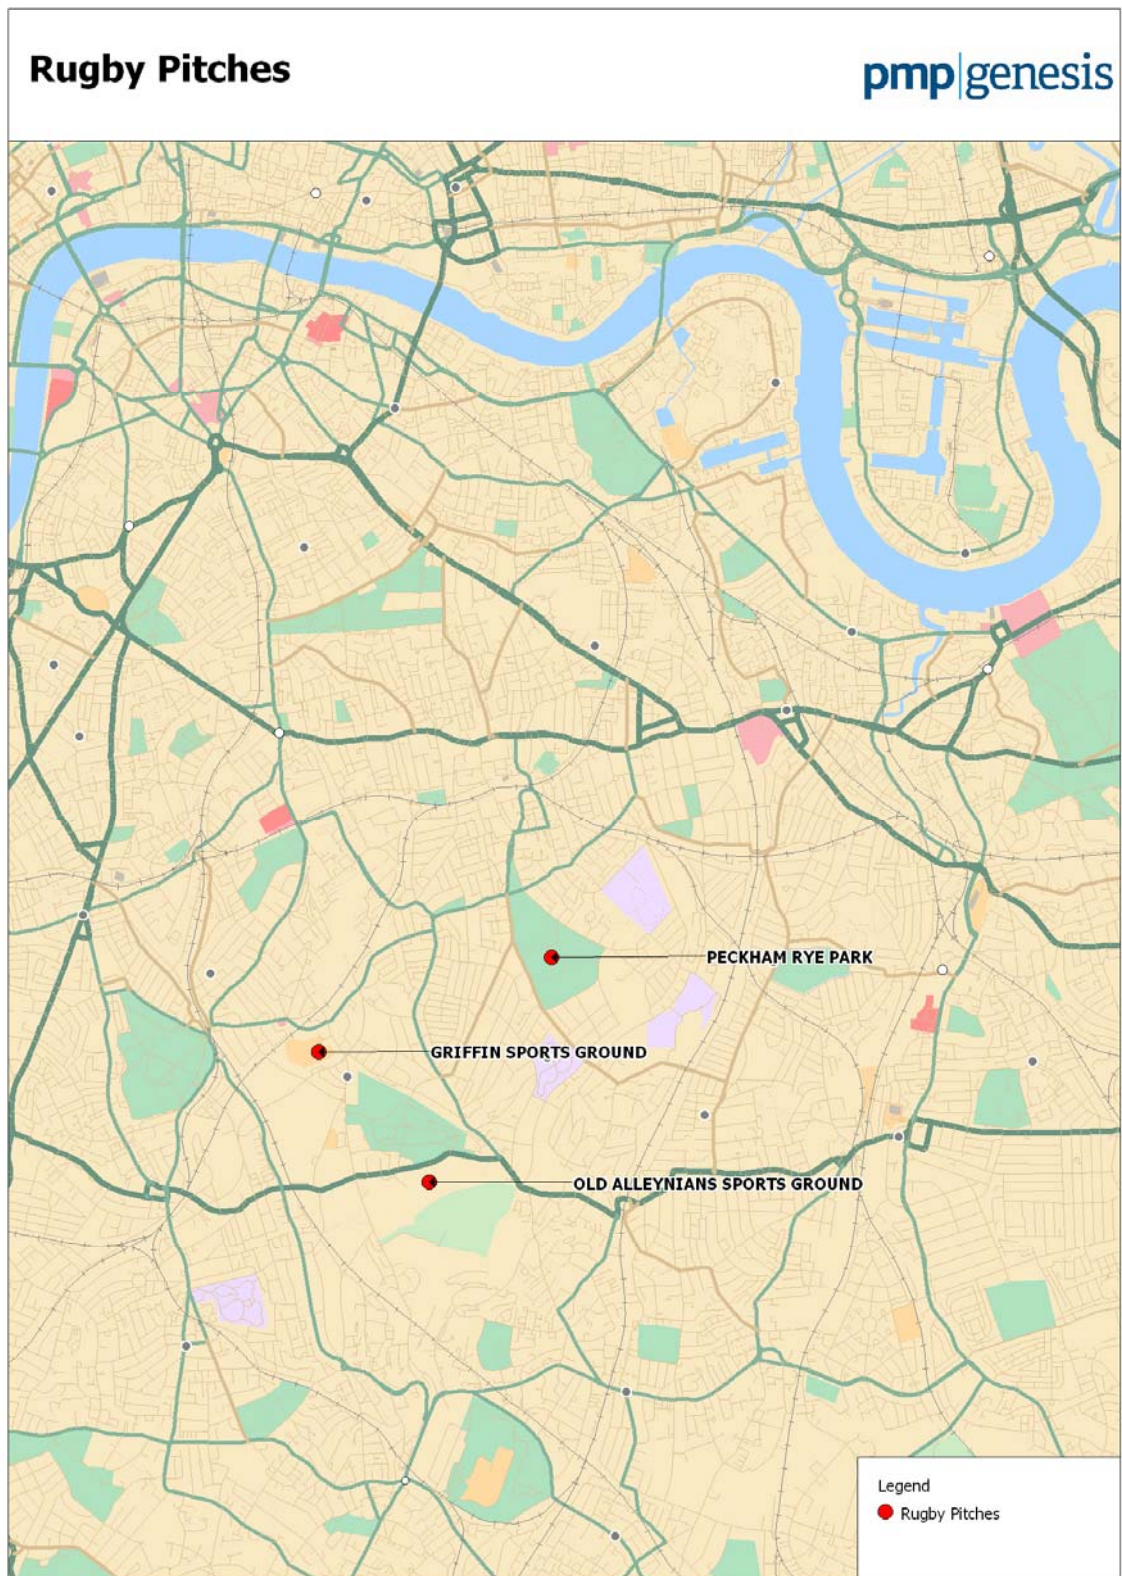 Rugby Pitches
pmp|genesis
PECKHAM RYE PARK
GRIFFIN SPORTS GROUND
OLD ALLEYNIANS SPORTS GROUND
Legend
Rugby Pitches